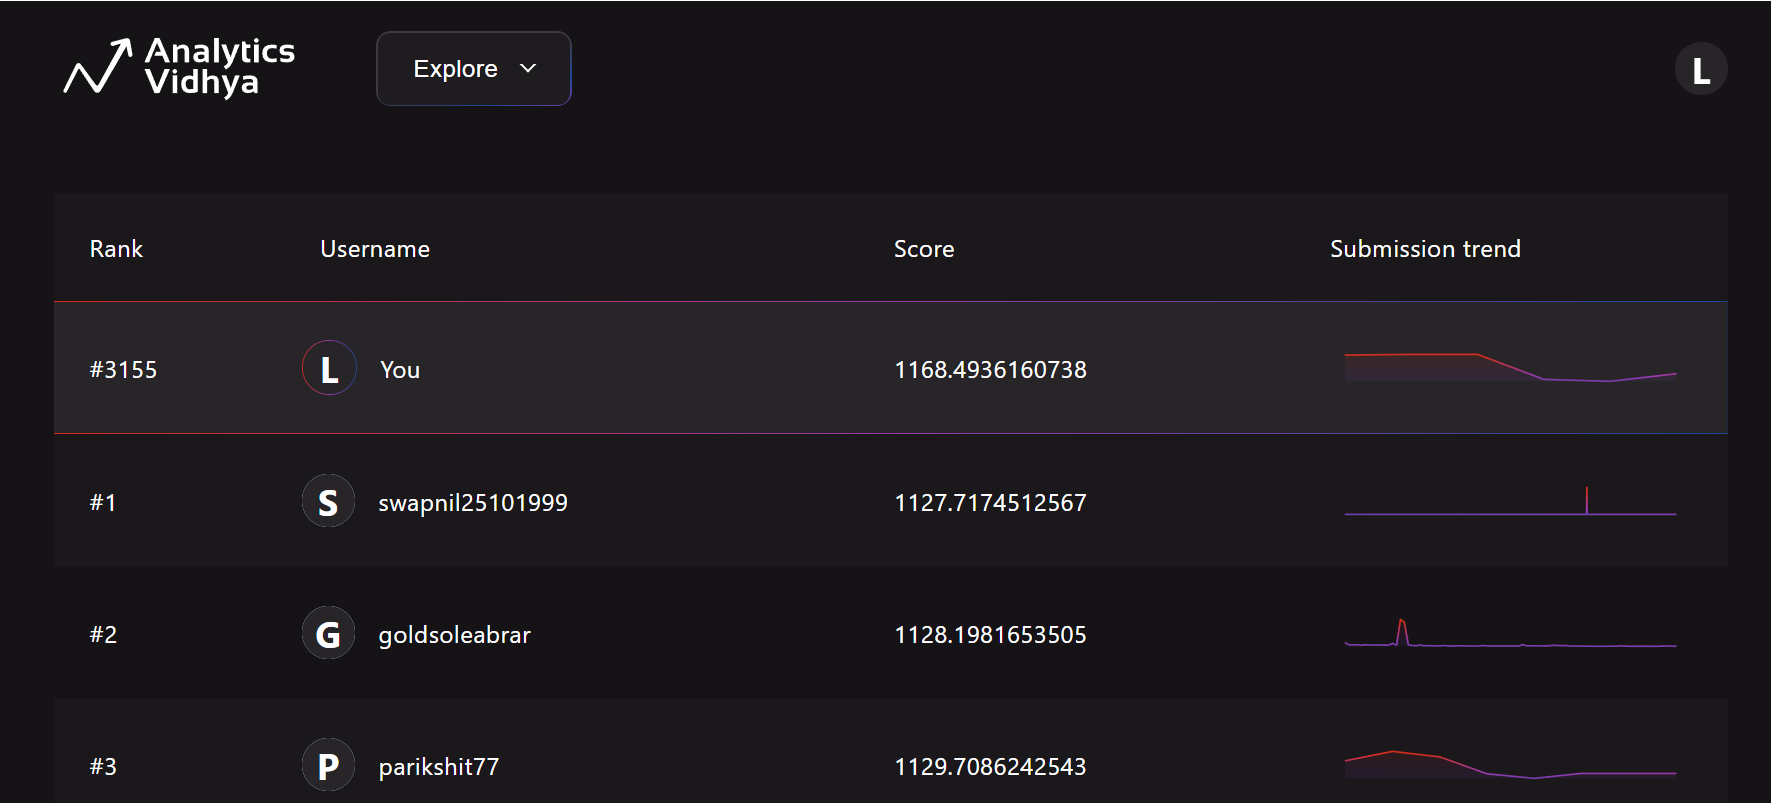 Analytics
Vidhya
Explore
L
Rank Username Score Submission trend
#3155 L You 1168.4936160738
#1 S swapnil25101999 1127.7174512567
#2 G goldsoleabrar 1128.1981653505
#3 P parikshit77 1129.7086242543